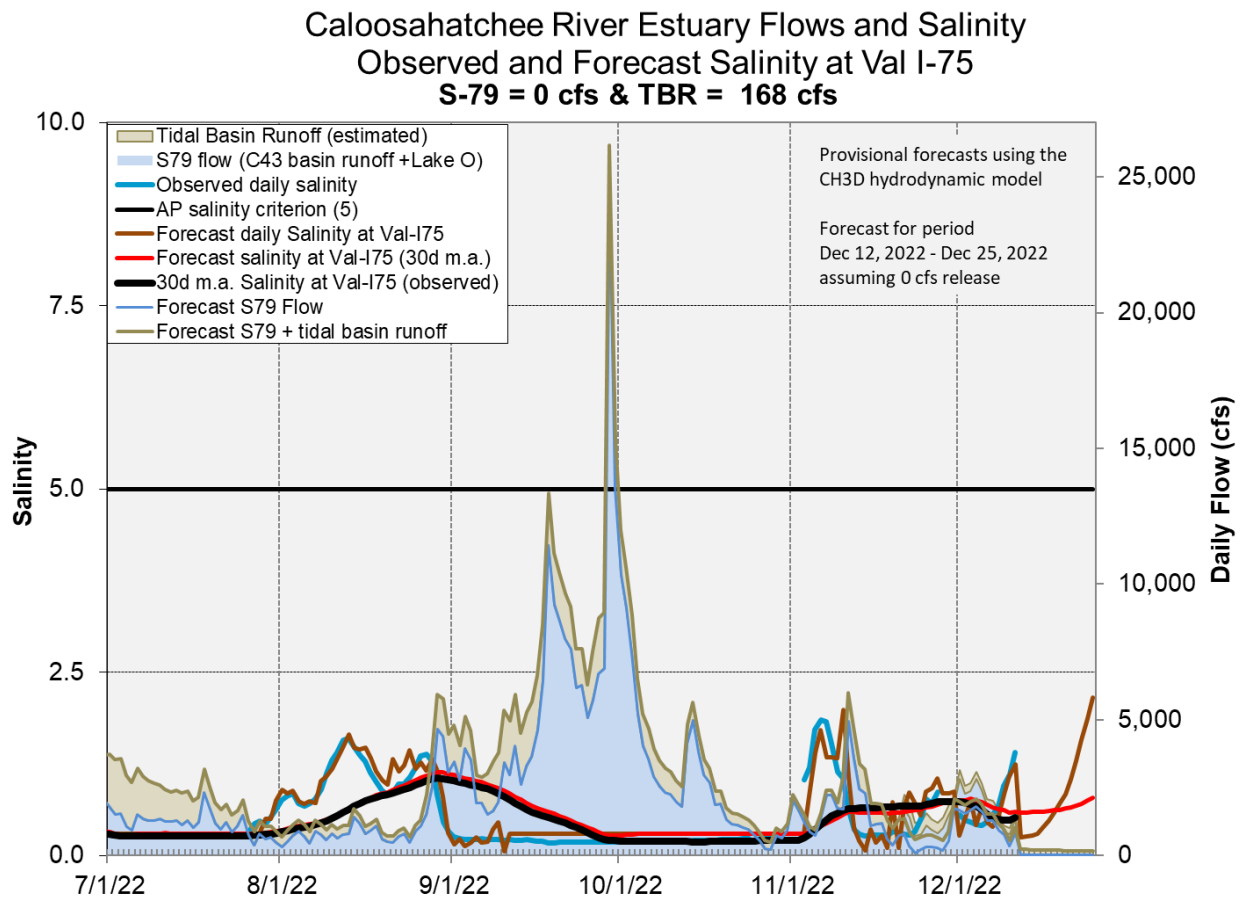 Caloosahatchee River Estuary Flows and Salinity
Observed and Forecast Salinity at Val I-75
S-79 = 0 cfs & TBR = 168 cfs
10.0
7.5
5.0
2.5
0.0
Salinity
Tidal Basin Runoff (estimated)
S79 flow (C43 basin runoff +Lake O)
Observed daily salinity
AP salinity criterion (5)
Forecast daily Salinity at Val-I75
Forecast salinity at Val-I75 (30d m.a.)
30d m.a. Salinity at Val-I75 (observed)
Forecast S79 Flow
Forecast S79 + tidal basin runoff
Provisional forecasts using the
CH3D hydrodynamic model
Forecast for period
Dec 12, 2022 - Dec 25, 2022
assuming 0 cfs release
25,000
20,000
15,000
10,000
5,000
0
Daily Flow (cfs)
7/1/22
8/1/22
9/1/22
10/1/22
11/1/22
12/1/22